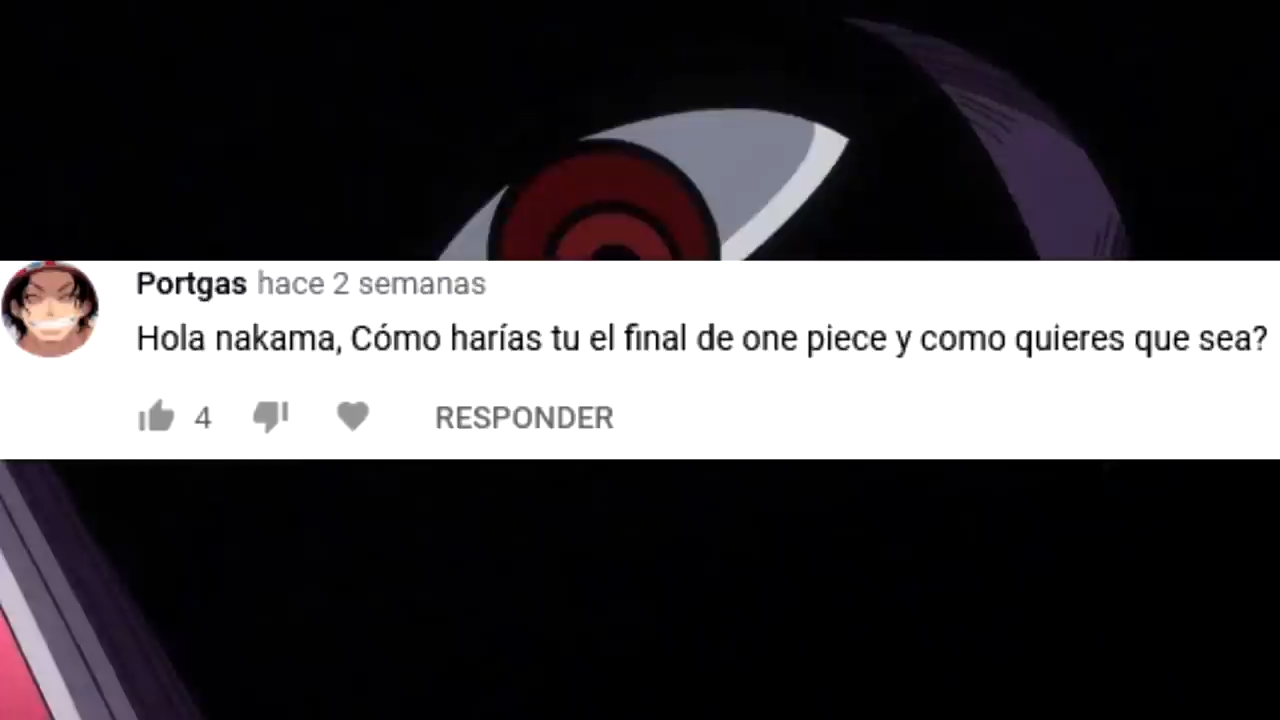 Portgas hace 2 semanas
Hola nakama, Cómo harías tu el final de one piece y como quieres que sea?
4 RESPONDER